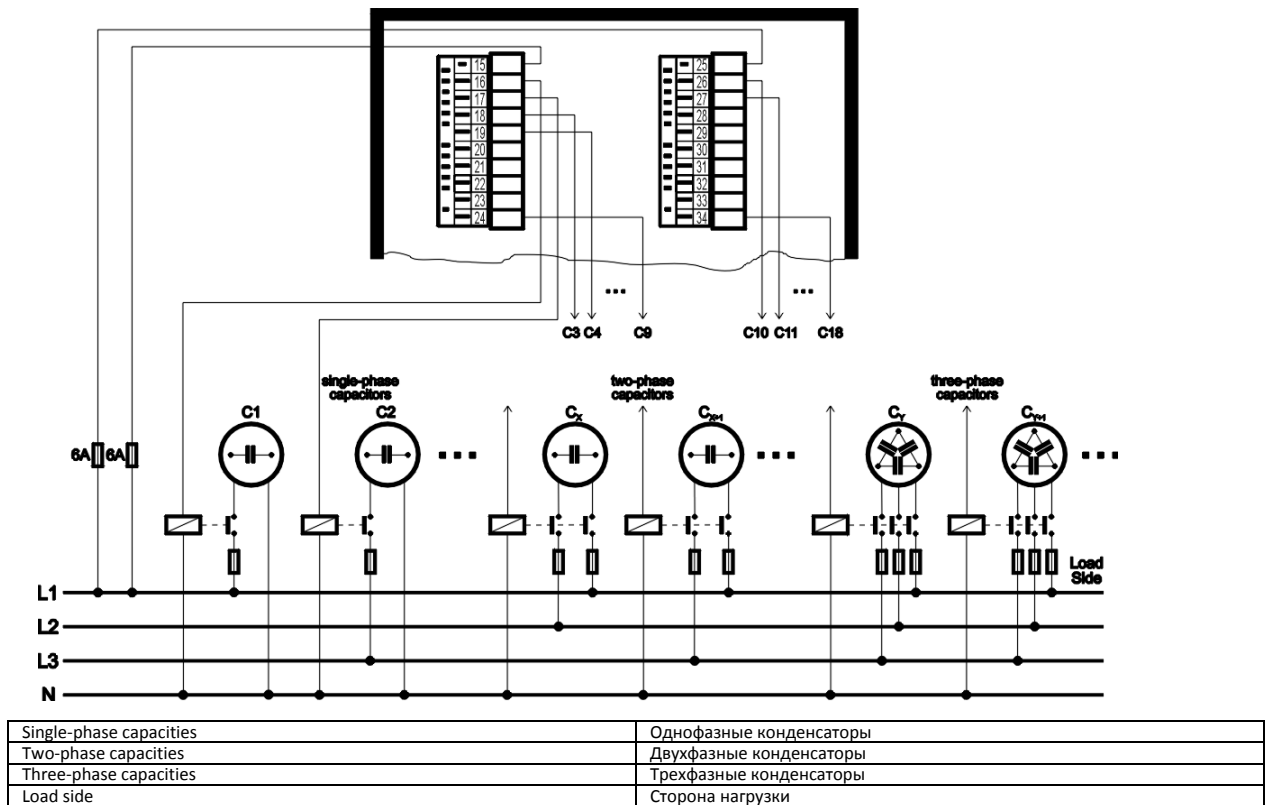 15 25
16 26
17 27
18 28
19 29
20 30
21 31
22 32
23 33
24 34
... ...
C3 C4 C9 C10 C11 C18
single-phase capacitors two-phase capacitors three-phase capacitors
C1 C2 CX CX+1 CY CY+1
6A 6A ... ... ...
Load Side
L1
L2
L3
N
Single-phase capacities Однофазные конденсаторы
Two-phase capacities Двухфазные конденсаторы
Three-phase capacities Трехфазные конденсаторы
Load side Сторона нагрузки